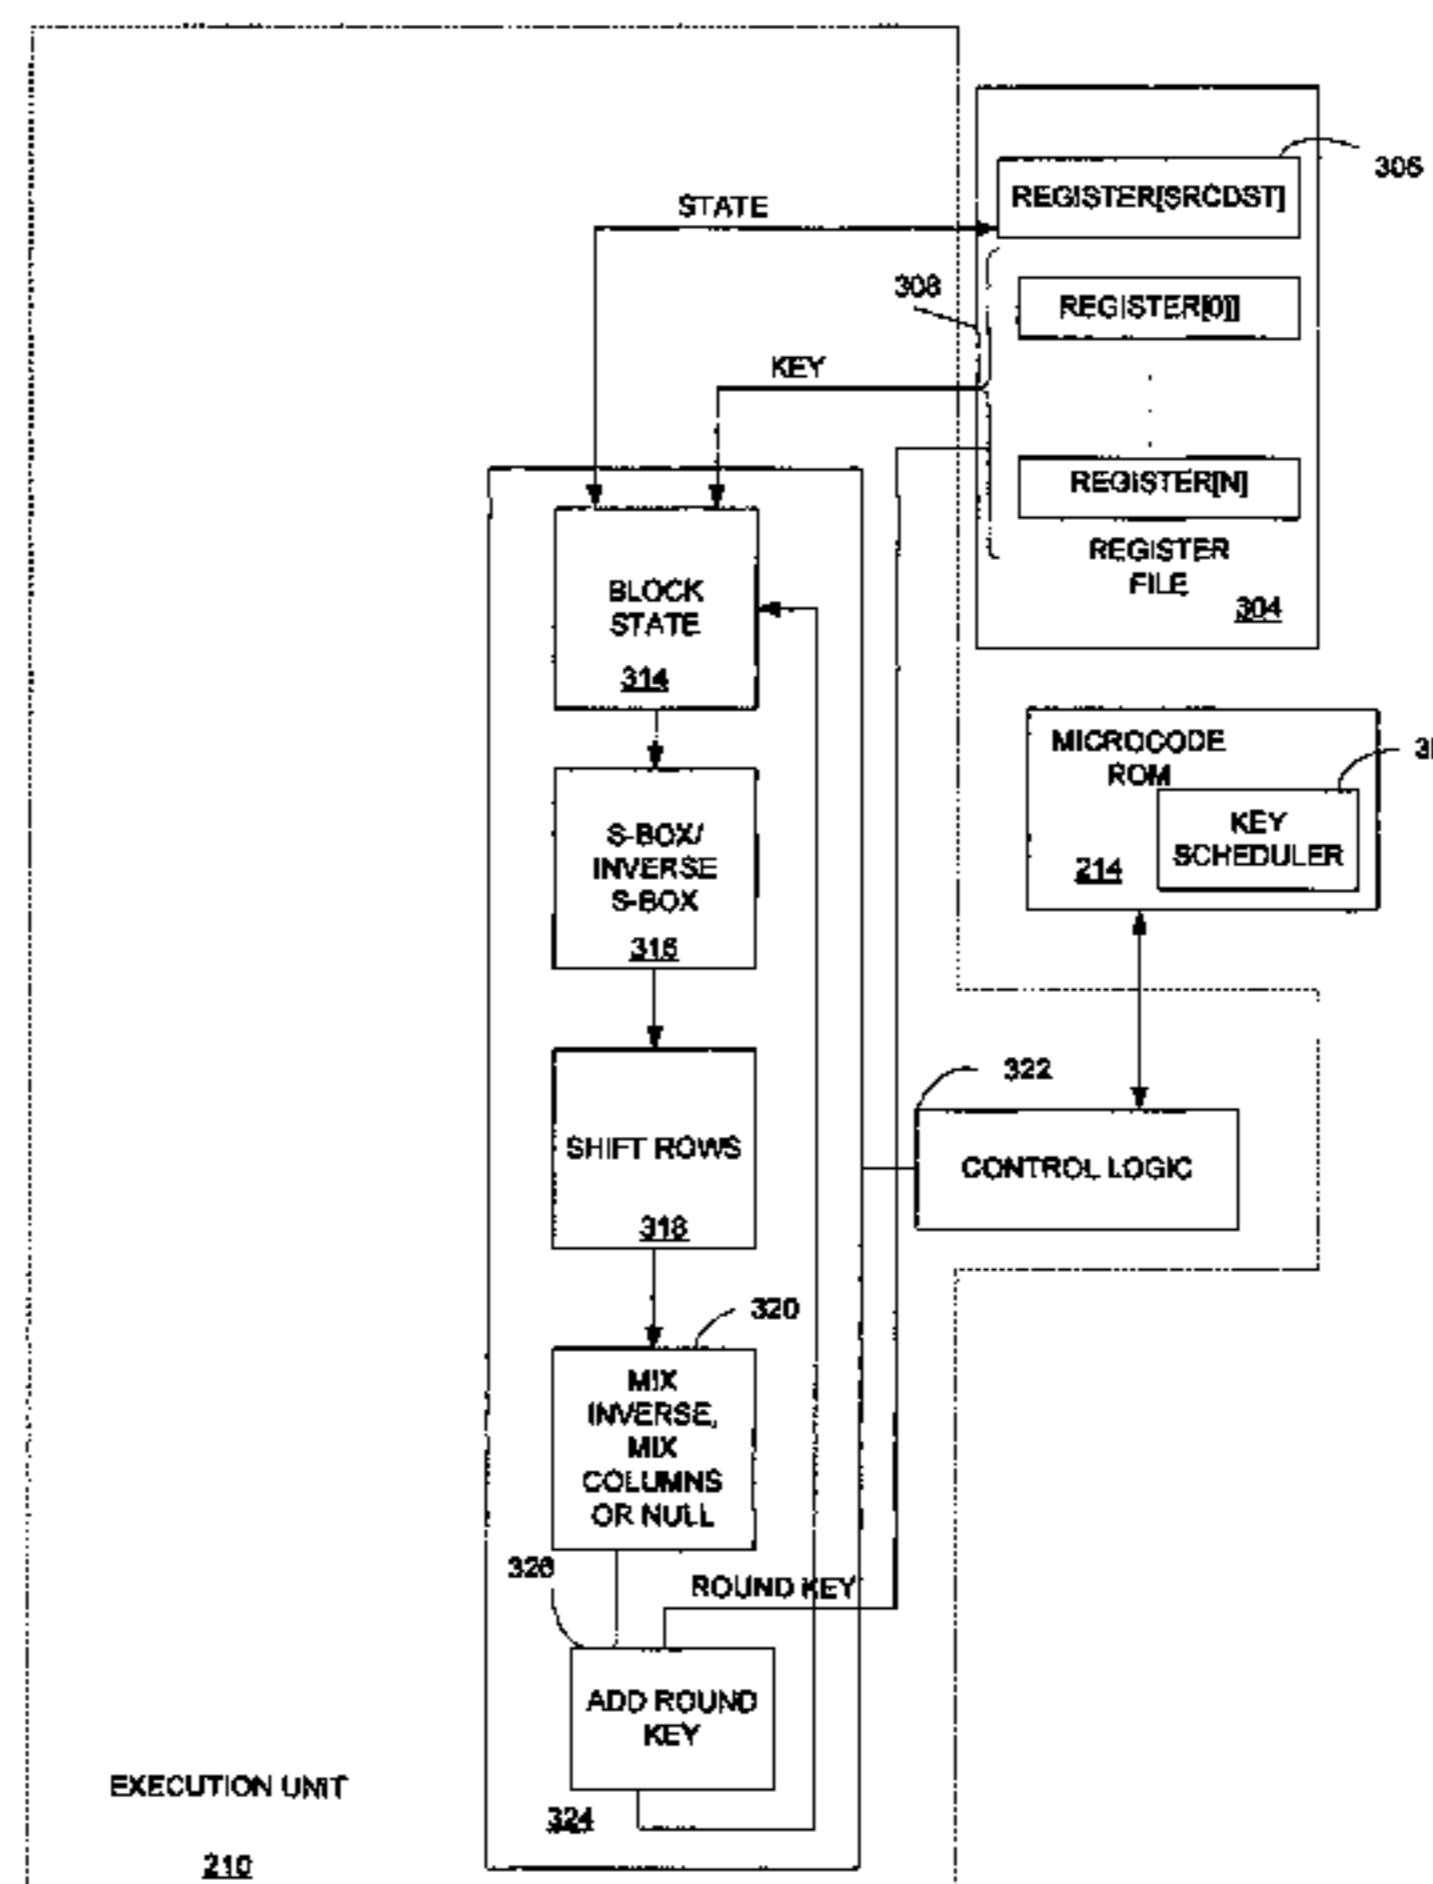 306
REGISTER[SRCDST]
STATE
308
REGISTER[0]]
KEY
REGISTER[N]
REGISTER
FILE
304
BLOCK
STATE
314
MICROCODE
ROM
KEY
SCHEDULER
214
S-BOX/
INVERSE
S-BOX
316
322
SHIFT ROWS
CONTROL LOGIC
318
320
MIX
INVERSE,
MIX
COLUMNS
OR NULL
326
ROUND KEY
ADD ROUND
KEY
EXECUTION UNIT
324
210